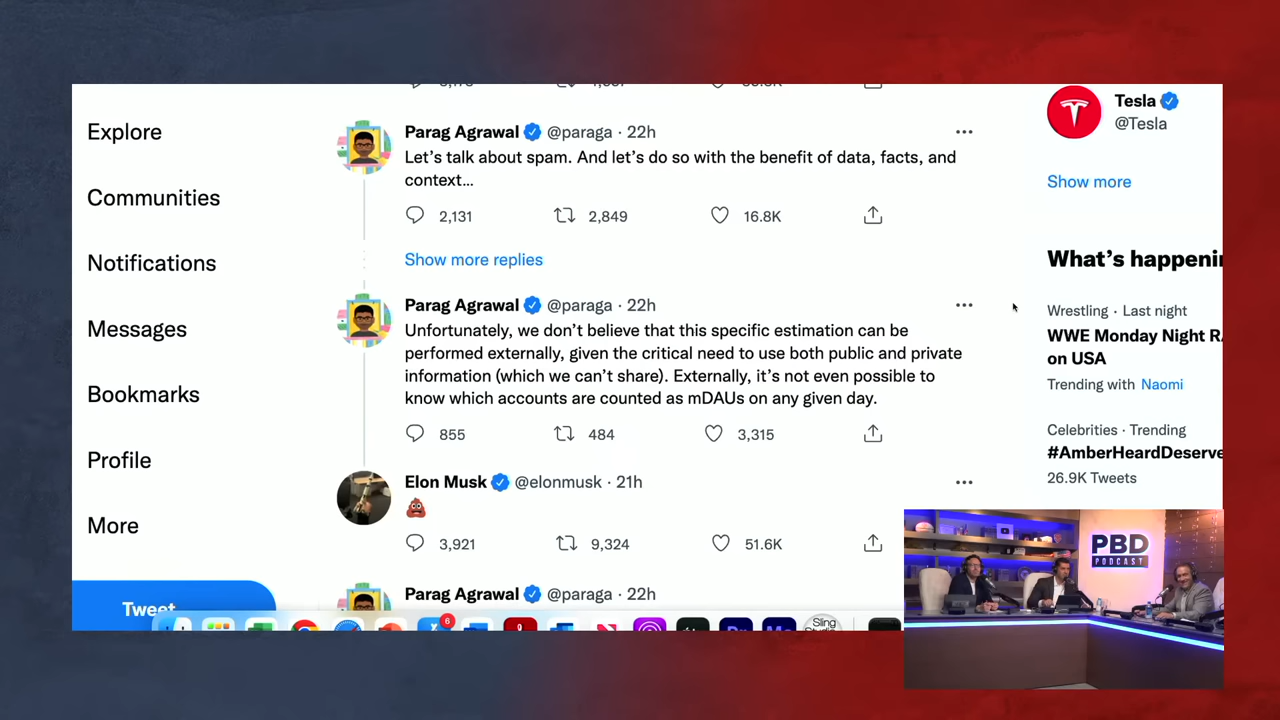 Explore
Communities
Notifications
Messages
Bookmarks
Profile
More
Tweet
Parag Agrawal @paraga · 22h
Let's talk about spam. And let's do so with the benefit of data, facts, and
context...
2,131 2,849 16.8K
Show more replies
Parag Agrawal @paraga · 22h
Unfortunately, we don't believe that this specific estimation can be
performed externally, given the critical need to use both public and private
information (which we can't share). Externally, it's not even possible to
know which accounts are counted as mDAUs on any given day.
855 484 3,315
Elon Musk @elonmusk · 21h
💩
3,921 9,324 51.6K
Parag Agrawal @paraga · 22h
Tesla
@Tesla
Show more
What's happenin
Wrestling · Last night
WWE Monday Night R
on USA
Trending with Naomi
Celebrities · Trending
#AmberHeardDeserve
26.9K Tweets
6
Sling
PBD
PODCAST